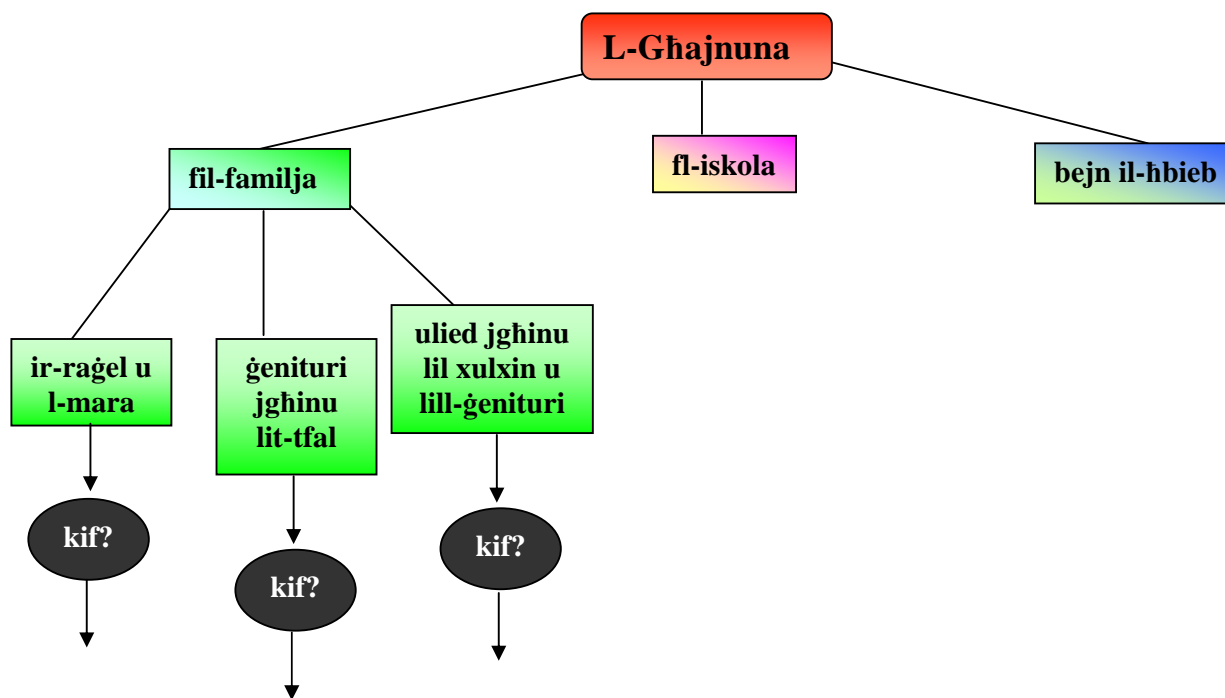 L-Għajnuna
fil-familja
fl-iskola
bejn il-ħbieb
ir-raġel u
l-mara
ġenituri
jgħinu
lit-tfal
ulied jgħinu
lil xulxin u
lill-ġenituri
kif?
kif?
kif?